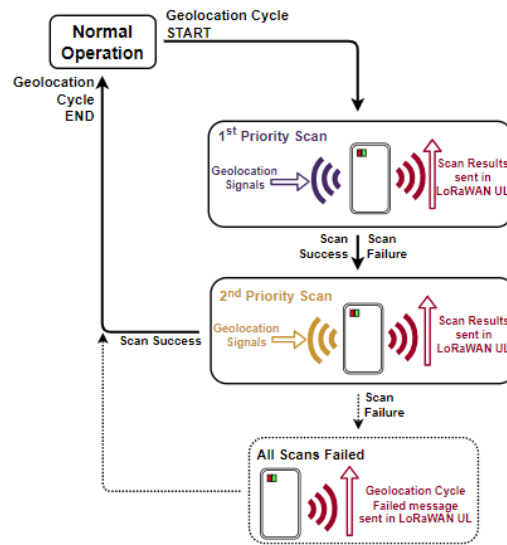 Normal
Operation
Geolocation Cycle
START
Geolocation
Cycle
END
1st Priority Scan
Geolocation
Signals
Scan Results
sent in
LoRaWAN UL
Scan
Success
Scan
Failure
2nd Priority Scan
Geolocation
Signals
Scan Results
sent in
LoRaWAN UL
Scan Success
Scan
Failure
All Scans Failed
Geolocation Cycle
Failed message
sent in LoRaWAN UL